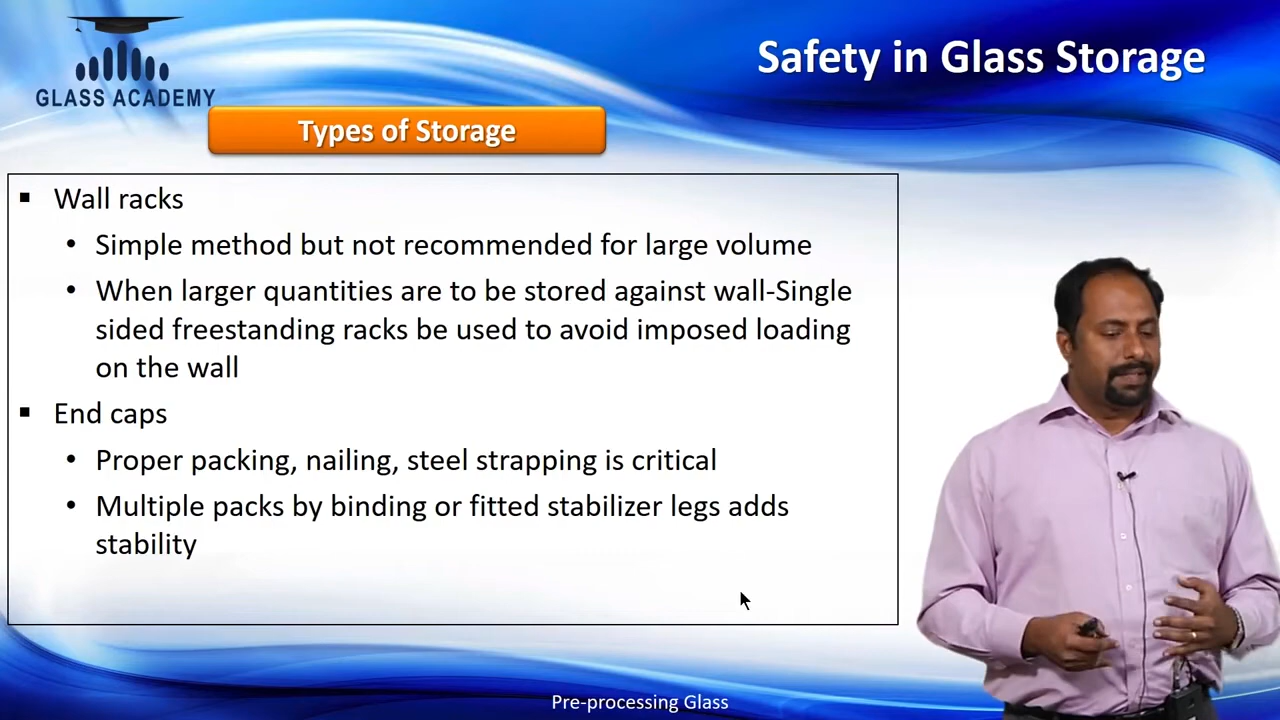 GLASS ACADEMY
Safety in Glass Storage
Types of Storage
▪ Wall racks
• Simple method but not recommended for large volume
• When larger quantities are to be stored against wall-Single
sided freestanding racks be used to avoid imposed loading
on the wall
▪ End caps
• Proper packing, nailing, steel strapping is critical
• Multiple packs by binding or fitted stabilizer legs adds
stability
Pre-processing Glass